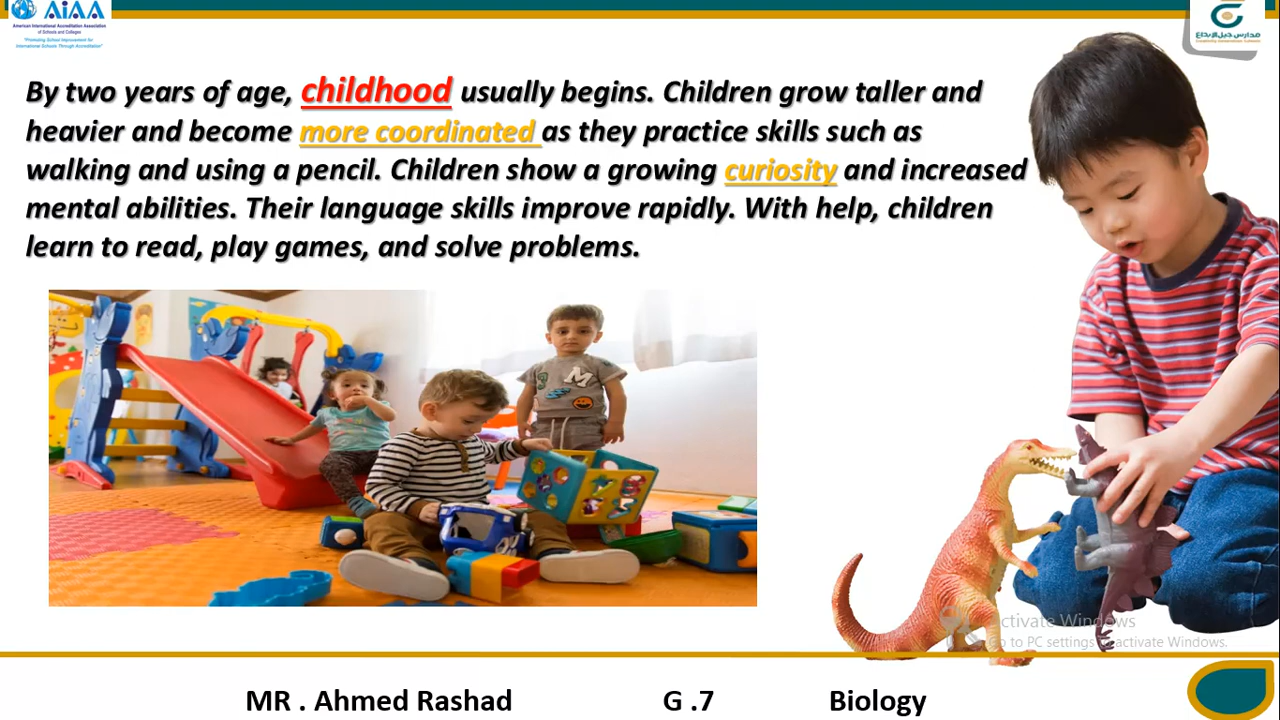 AiAA
American International Accreditation Association
of Schools and Colleges
"Promoting School Improvement for
International Schools Through Accreditation"
مدارس جيل الإبداع
By two years of age, childhood usually begins. Children grow taller and
heavier and become more coordinated as they practice skills such as
walking and using a pencil. Children show a growing curiosity and increased
mental abilities. Their language skills improve rapidly. With help, children
learn to read, play games, and solve problems.
M
Activate Windows
Go to PC settings to activate Windows.
MR . Ahmed Rashad G .7 Biology